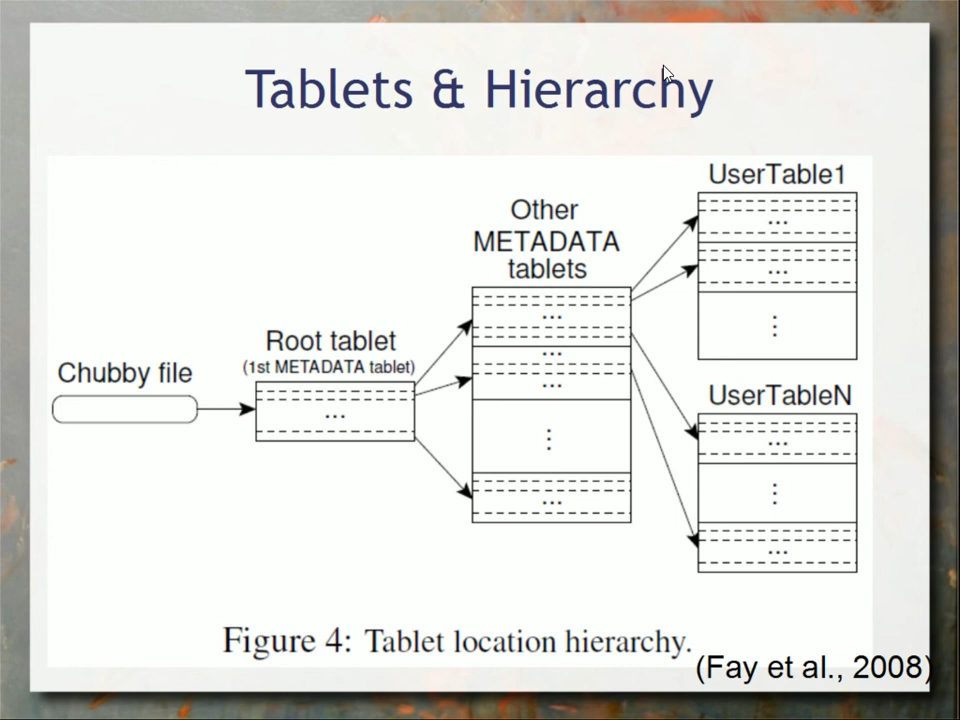 Tablets & Hierarchy
UserTable1
...
...
Other
METADATA
tablets
...
...
...
...
Root tablet
(1st METADATA tablet)
...
Chubby file
UserTableN
...
...
Figure 4: Tablet location hierarchy.
(Fay et al., 2008)